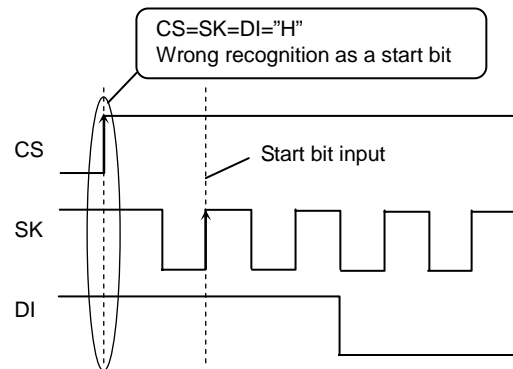 CS=SK=DI=”H”
Wrong recognition as a start bit
CS
Start bit input
SK
DI